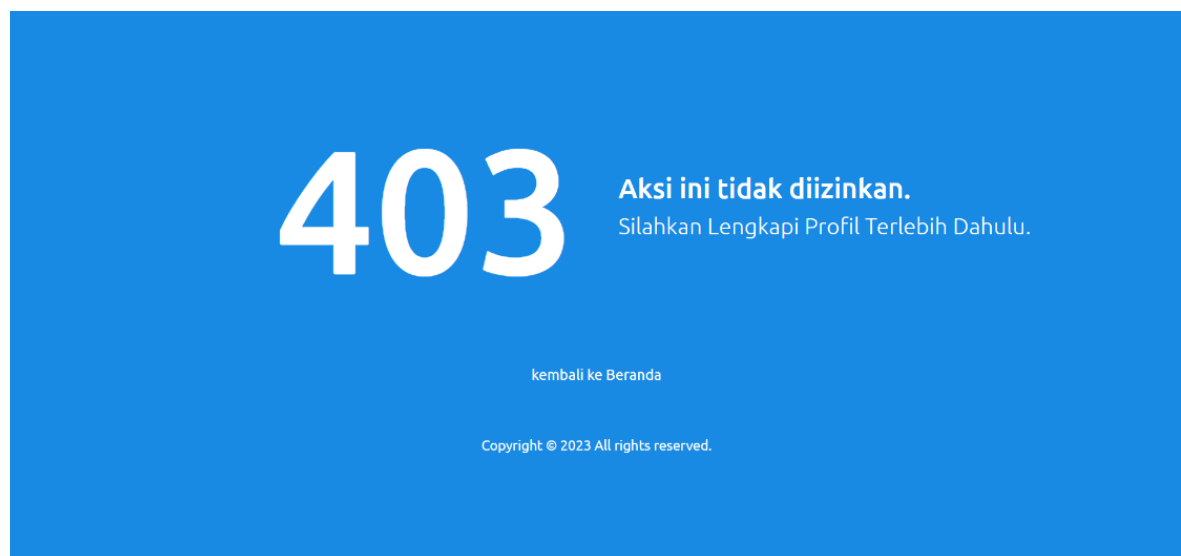 403
Aksi ini tidak diizinkan.
Silahkan Lengkapi Profil Terlebih Dahulu.
kembali ke Beranda
Copyright © 2023 All rights reserved.